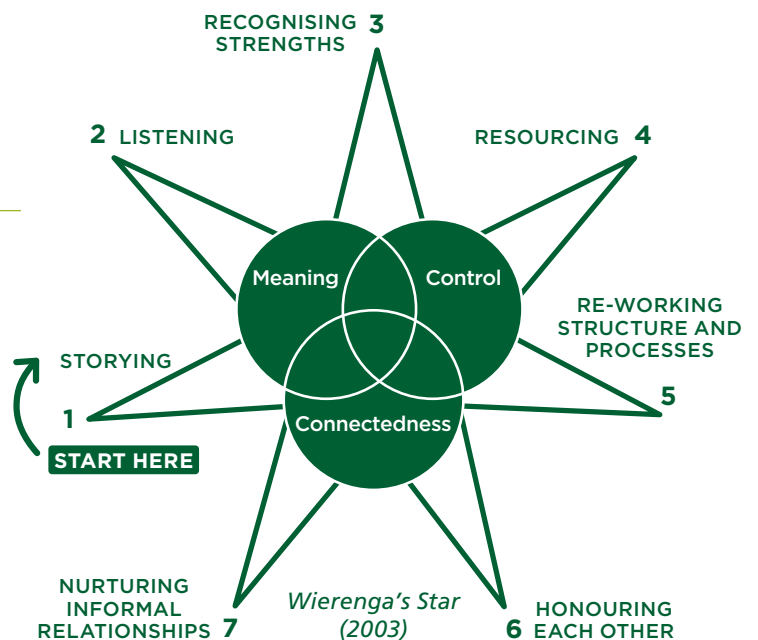 RECOGNISING 3
STRENGTHS
2 LISTENING
RESOURCING 4
Meaning
Control
RE-WORKING
STRUCTURE AND
PROCESSES
5
STORYING
1
START HERE
Connectedness
NURTURING
INFORMAL
RELATIONSHIPS 7
Wierenga's Star
(2003)
HONOURING
6 EACH OTHER